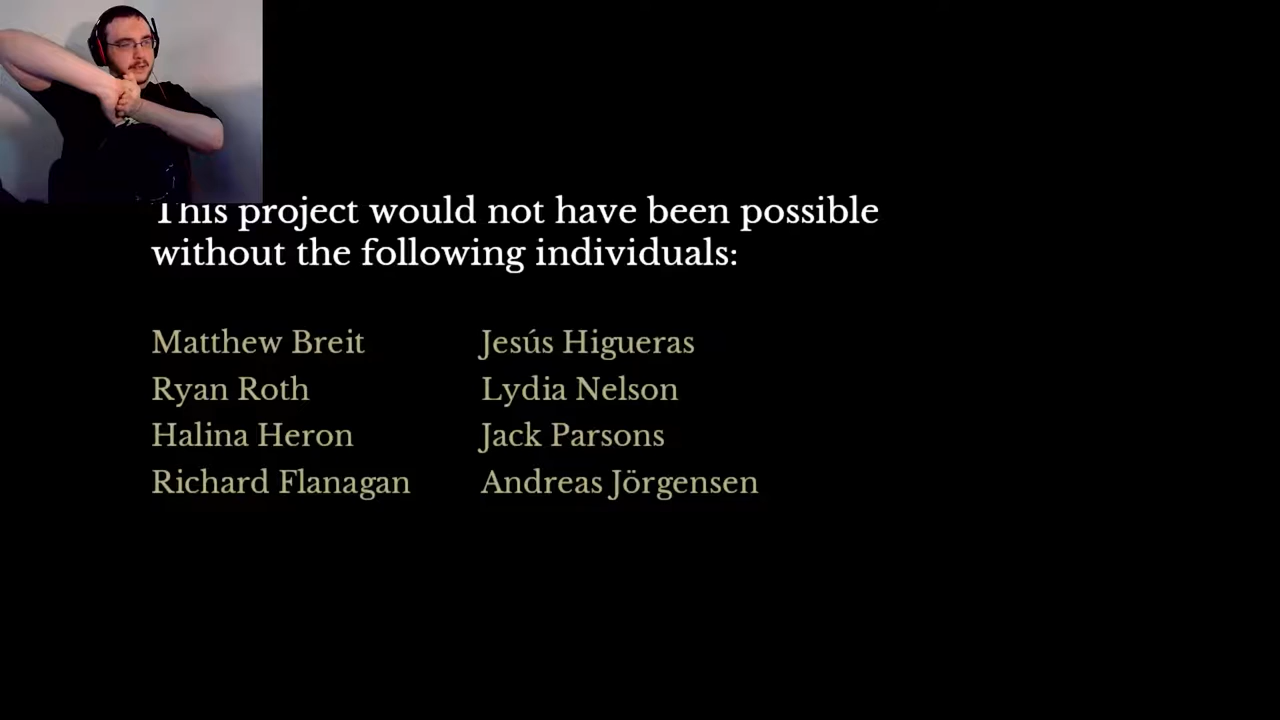 This project would not have been possible
without the following individuals:
Matthew Breit
Ryan Roth
Halina Heron
Richard Flanagan
Jesús Higueras
Lydia Nelson
Jack Parsons
Andreas Jörgensen